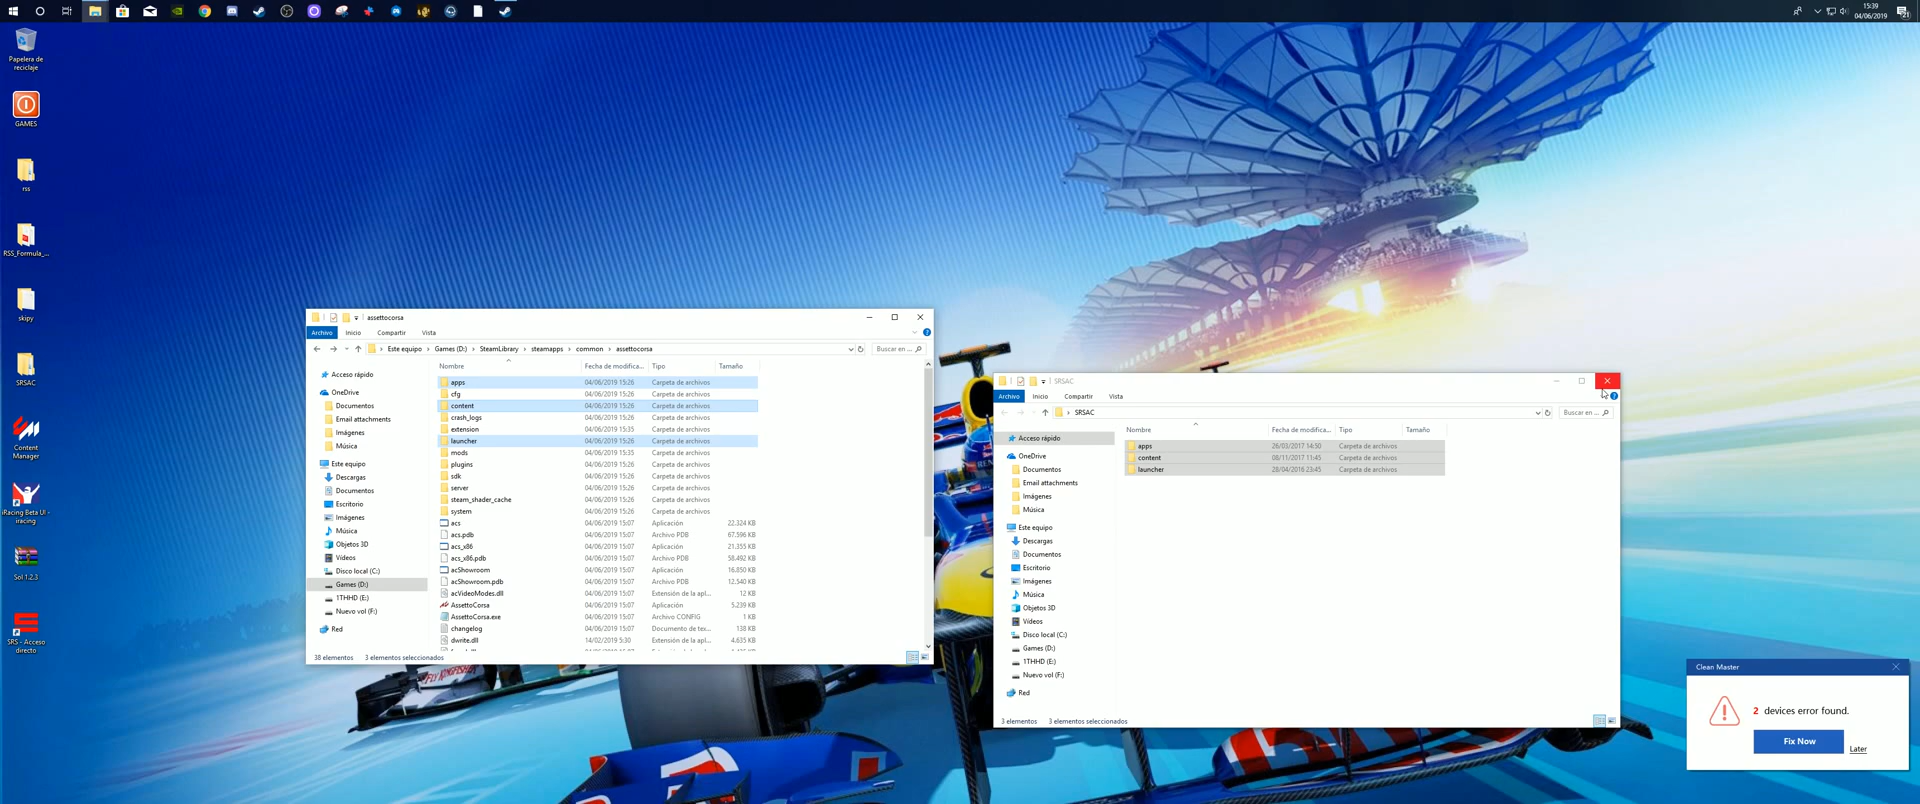 15:39
04/06/2019
21
Papelera de
reciclaje
GAMES
rss
RSS_Formula_...
skipy
SRSAC
Content
Manager
iRacing Beta UI -
iracing
Sol 1.2.3
SRS - Acceso
directo
assettocorsa
Archivo Inicio Compartir Vista
Este equipo > Games (D:) > SteamLibrary > steamapps > common > assettocorsa
Buscar en ...
Acceso rápido
OneDrive
Documentos
Email attachments
Imágenes
Música
Este equipo
Descargas
Documentos
Escritorio
Imágenes
Música
Objetos 3D
Vídeos
Disco local (C:)
Games (D:)
1THHD (E:)
Nuevo vol (F:)
Red
Nombre Fecha de modifica... Tipo Tamaño
apps 04/06/2019 15:26 Carpeta de archivos
cfg 04/06/2019 15:26 Carpeta de archivos
content 04/06/2019 15:26 Carpeta de archivos
crash_logs 04/06/2019 15:26 Carpeta de archivos
extension 04/06/2019 15:35 Carpeta de archivos
launcher 04/06/2019 15:26 Carpeta de archivos
mods 04/06/2019 15:35 Carpeta de archivos
plugins 04/06/2019 15:26 Carpeta de archivos
sdk 04/06/2019 15:26 Carpeta de archivos
server 04/06/2019 15:26 Carpeta de archivos
steam_shader_cache 04/06/2019 15:26 Carpeta de archivos
system 04/06/2019 15:26 Carpeta de archivos
acs 04/06/2019 15:07 Aplicación 22.324 KB
acs.pdb 04/06/2019 15:07 Archivo PDB 67.596 KB
acs_x86 04/06/2019 15:07 Aplicación 21.355 KB
acs_x86.pdb 04/06/2019 15:07 Archivo PDB 58.492 KB
acShowroom 04/06/2019 15:07 Aplicación 16.850 KB
acShowroom.pdb 04/06/2019 15:07 Archivo PDB 12.540 KB
acVideoModes.dll 04/06/2019 15:07 Extensión de la apl... 12 KB
AssettoCorsa 04/06/2019 15:07 Aplicación 5.239 KB
AssettoCorsa.exe 04/06/2019 15:07 Archivo CONFIG 1 KB
changelog 04/06/2019 15:07 Documento de tex... 138 KB
dwrite.dll 14/02/2019 5:30 Extensión de la apl... 4.635 KB
38 elementos 3 elementos seleccionados
SRSAC
Archivo Inicio Compartir Vista
SRSAC
Buscar en ...
Acceso rápido
OneDrive
Documentos
Email attachments
Imágenes
Música
Este equipo
Descargas
Documentos
Escritorio
Imágenes
Música
Objetos 3D
Vídeos
Disco local (C:)
Games (D:)
1THHD (E:)
Nuevo vol (F:)
Red
Nombre Fecha de modifica... Tipo Tamaño
apps 26/03/2017 14:50 Carpeta de archivos
content 08/11/2017 11:45 Carpeta de archivos
launcher 28/04/2016 23:45 Carpeta de archivos
3 elementos 3 elementos seleccionados
Clean Master
2 devices error found.
Fix Now
Later